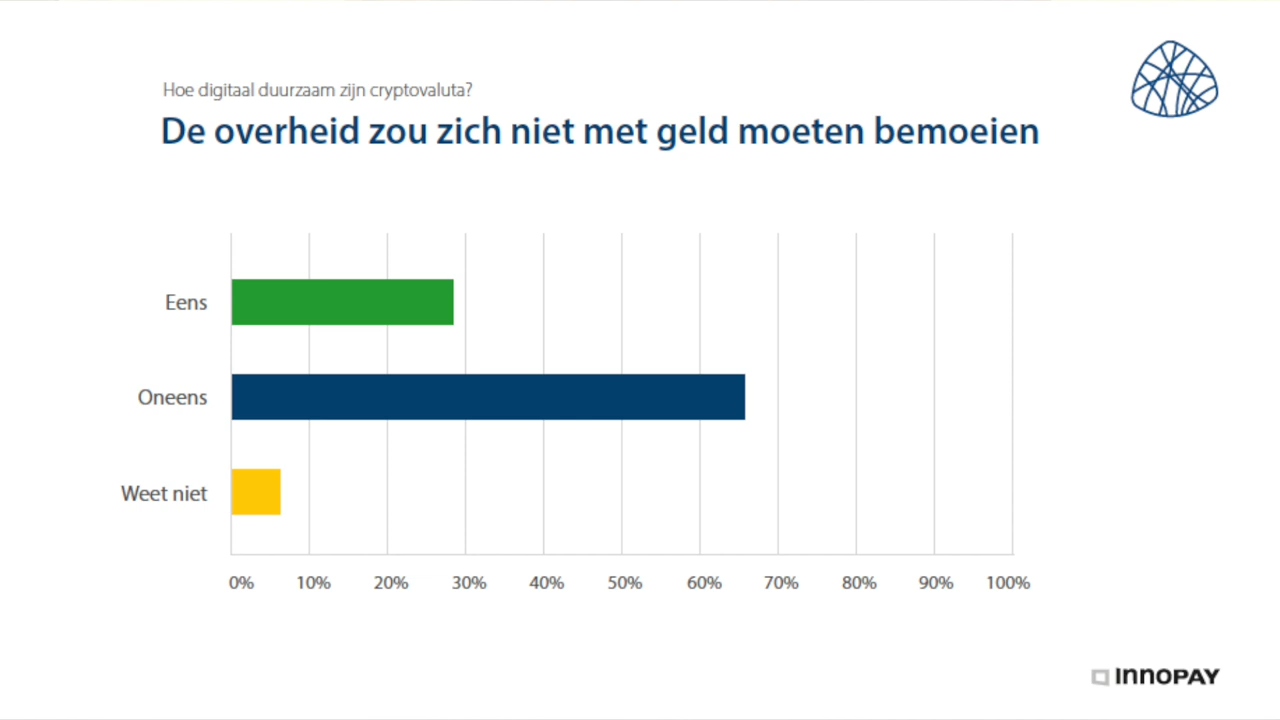 Hoe digitaal duurzaam zijn cryptovaluta?
De overheid zou zich niet met geld moeten bemoeien
Eens
Oneens
Weet niet
0% 10% 20% 30% 40% 50% 60% 70% 80% 90% 100%
INNOPAY